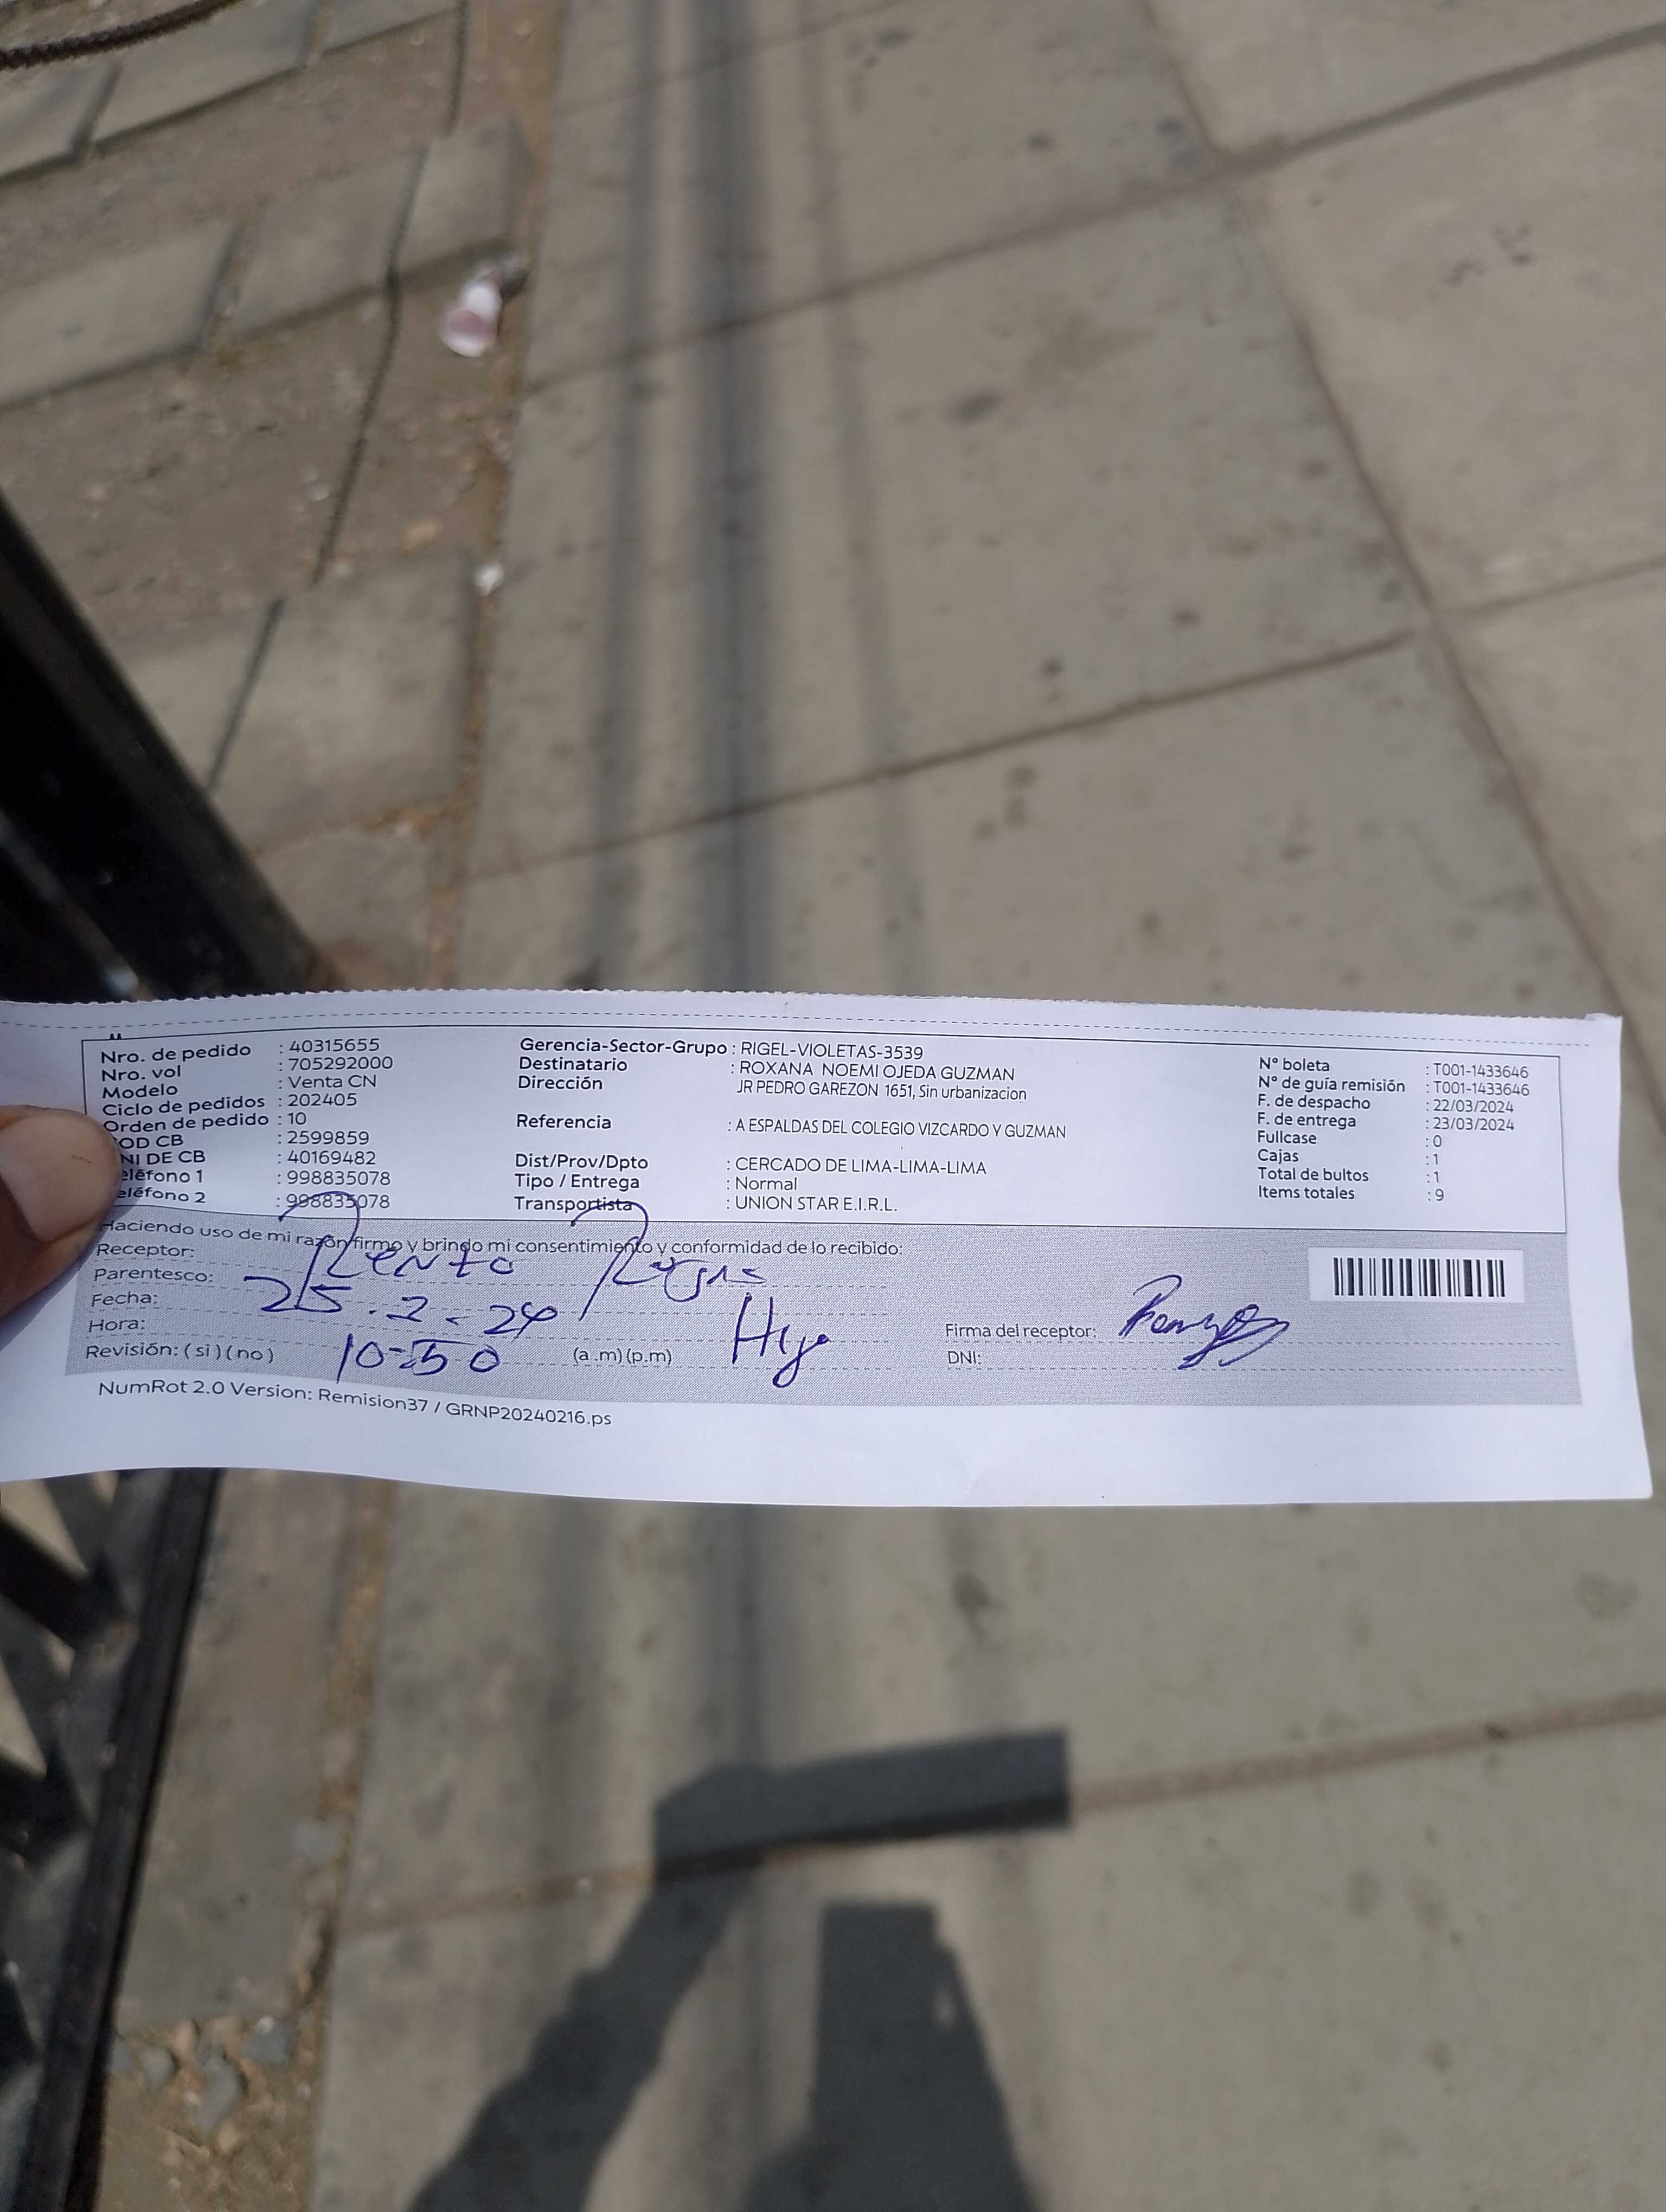 Nro. de pedido : 40315655
Nro. vol : 705292000
Modelo : Venta CN
Ciclo de pedidos : 202405
Orden de pedido : 10
OD CB : 2599859
NI DE CB : 40169482
eléfono 1 : 998835078
eléfono 2 : 998835078
Gerencia-Sector-Grupo : RIGEL-VIOLETAS-3539
Destinatario : ROXANA NOEMI OJEDA GUZMAN
Dirección JR PEDRO GAREZON 1651, Sin urbanizacion
Referencia : A ESPALDAS DEL COLEGIO VIZCARDO Y GUZMAN
Dist/Prov/Dpto : CERCADO DE LIMA-LIMA-LIMA
Tipo / Entrega : Normal
Transportista : UNION STAR E.I.R.L.
N° boleta : T001-1433646
N° de guía remisión : T001-1433646
F. de despacho : 22/03/2024
F. de entrega : 23/03/2024
Fullcase : 0
Cajas : 1
Total de bultos : 1
Items totales : 9
Haciendo uso de mi razón firmo y brindo mi consentimiento y conformidad de lo recibido:
Receptor: Renzo Rojas
Parentesco: Hijo
Fecha: 25.2-24
Hora: 10-50 (a.m)(p.m)
Revisión: (si)(no)
Firma del receptor:
DNI:
NumRot 2.0 Version: Remision37 / GRNP20240216.ps